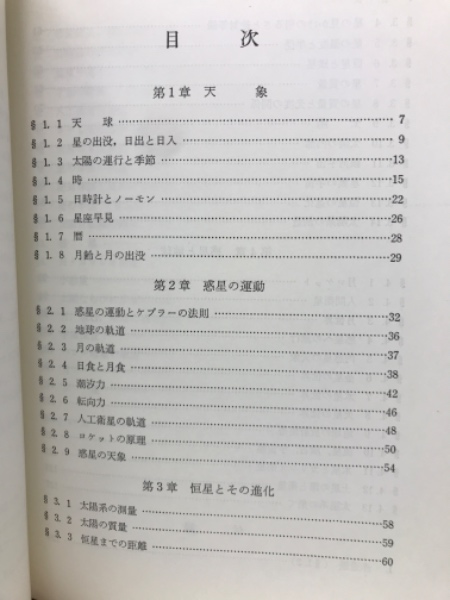 目次
第1章 天象
§ 1.1 天球 7
§ 1.2 星の出没，日出と日入 9
§ 1.3 太陽の運行と季節 13
§ 1.4 時 15
§ 1.5 日時計とノーモン 22
§ 1.6 星座早見 26
§ 1.7 暦 28
§ 1.8 月齢と月の出没 29
第2章 惑星の運動
§ 2.1 惑星の運動とケプラーの法則 32
§ 2.2 地球の軌道 36
§ 2.3 月の軌道 37
§ 2.4 日食と月食 38
§ 2.5 潮汐力 42
§ 2.6 転向力 46
§ 2.7 人工衛星の軌道 48
§ 2.8 ロケットの原理 50
§ 2.9 惑星の天象 54
第3章 恒星とその進化
§ 3.1 太陽系の測量 58
§ 3.2 太陽の質量 59
§ 3.3 恒星までの距離 60